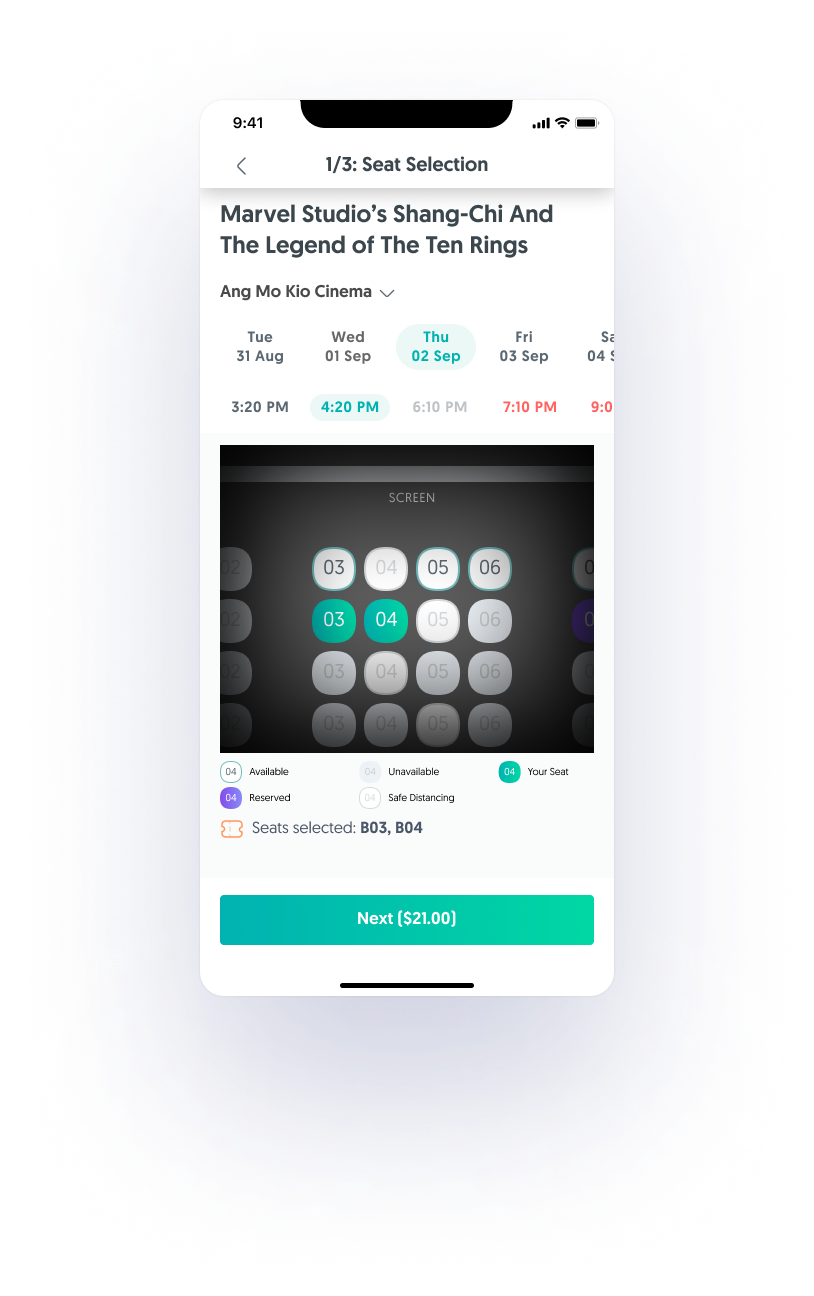 9:41
1/3: Seat Selection
Marvel Studio’s Shang-Chi And
The Legend of The Ten Rings
Ang Mo Kio Cinema
Tue Wed Thu Fri Sa
31 Aug 01 Sep 02 Sep 03 Sep 04 S
3:20 PM 4:20 PM 6:10 PM 7:10 PM 9:0
SCREEN
02 03 04 05 06 0
02 03 04 05 06 0
02 03 04 05 06 0
02 03 04 05 06 0
04 Available 04 Unavailable 04 Your Seat
04 Reserved 04 Safe Distancing
Seats selected: B03, B04
Next ($21.00)